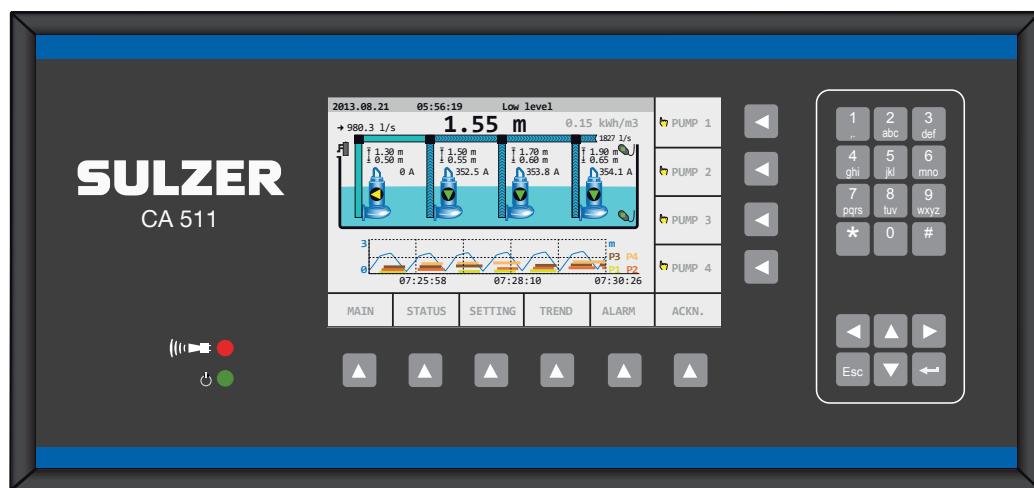 SULZER
CA 511
2013.08.21 05:56:19 Low level
980.3 l/s 1.55 m 0.15 kWh/m3
1827 l/s
1.30 m 1.50 m 1.70 m 1.90 m
0.50 m 0.55 m 0.60 m 0.65 m
0 A 352.5 A 353.8 A 354.1 A
3 m
P3 P4
0 P1 P2
07:25:58 07:28:10 07:30:26
PUMP 1
PUMP 2
PUMP 3
PUMP 4
MAIN STATUS SETTING TREND ALARM ACKN.
1 2 3
,. abc def
4 5 6
ghi jkl mno
7 8 9
pqrs tuv wxyz
* 0 #
Esc